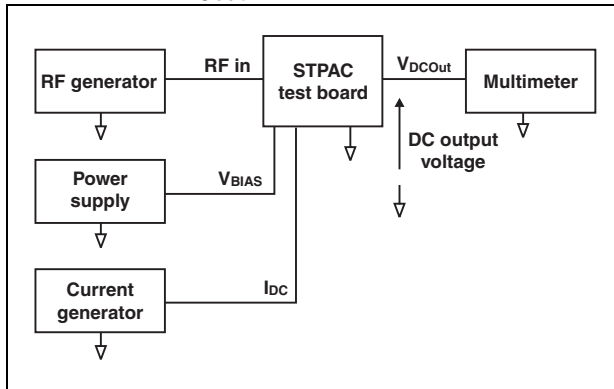 RF generator
RF in
STPAC
test board
VDCOut
Multimeter
DC output
voltage
Power
supply
VBIAS
Current
generator
IDC